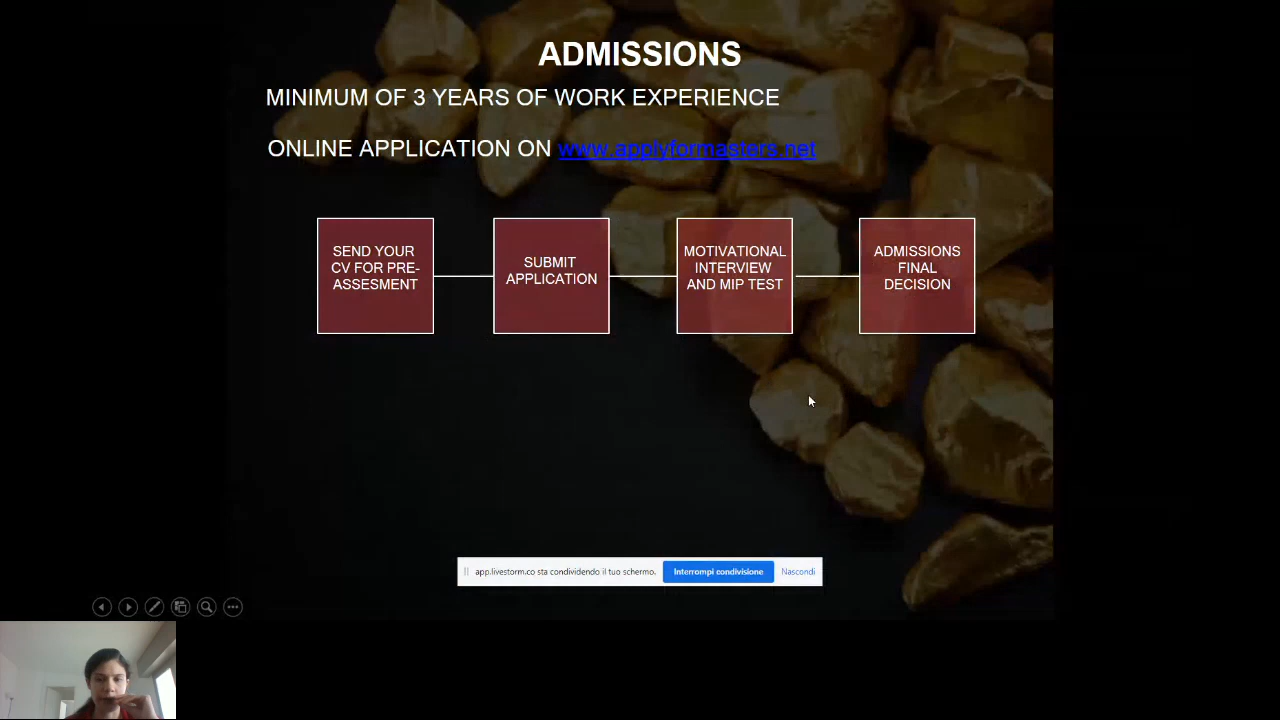 ADMISSIONS
MINIMUM OF 3 YEARS OF WORK EXPERIENCE
ONLINE APPLICATION ON www.applyformasters.net
SEND YOUR
CV FOR PRE-
ASSESMENT
SUBMIT
APPLICATION
MOTIVATIONAL
INTERVIEW
AND MIP TEST
ADMISSIONS
FINAL
DECISION
app.livestorm.co sta condividendo il tuo schermo. Interrompi condivisione Nascondi